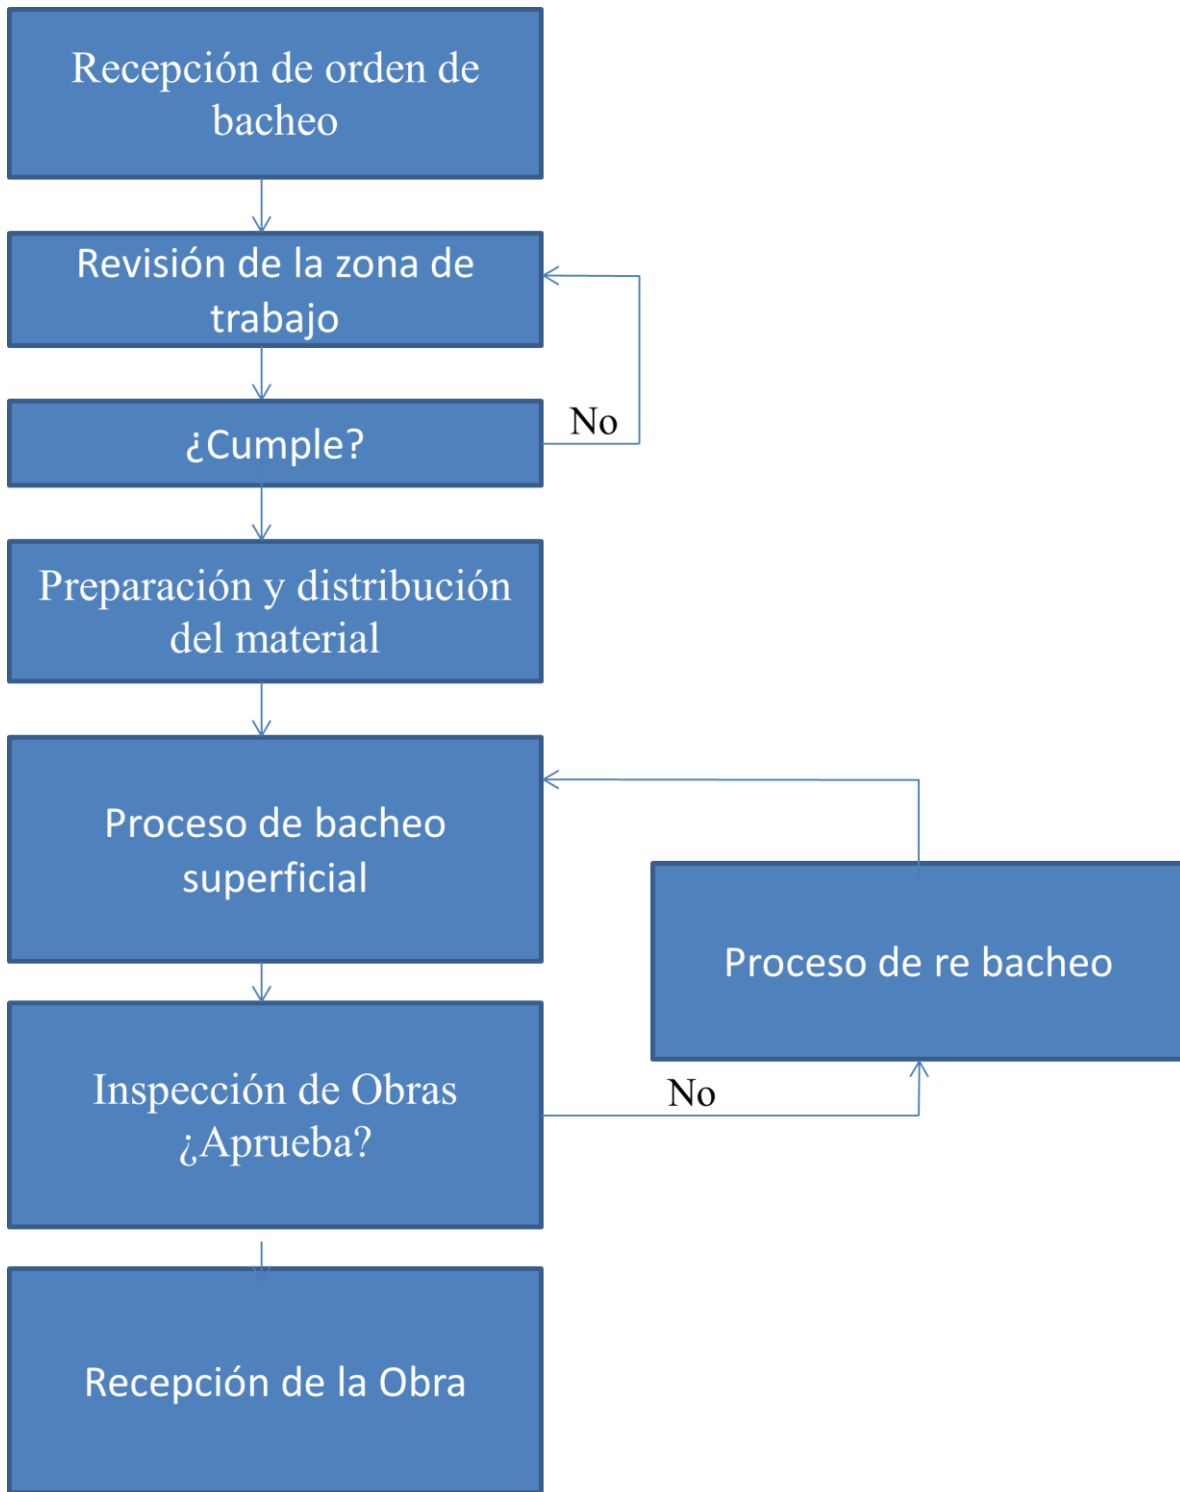 Recepción de orden de
bacheo
Revisión de la zona de
trabajo
¿Cumple?
No
Preparación y distribución
del material
Proceso de bacheo
superficial
Proceso de re bacheo
Inspección de Obras
¿Aprueba?
No
Recepción de la Obra